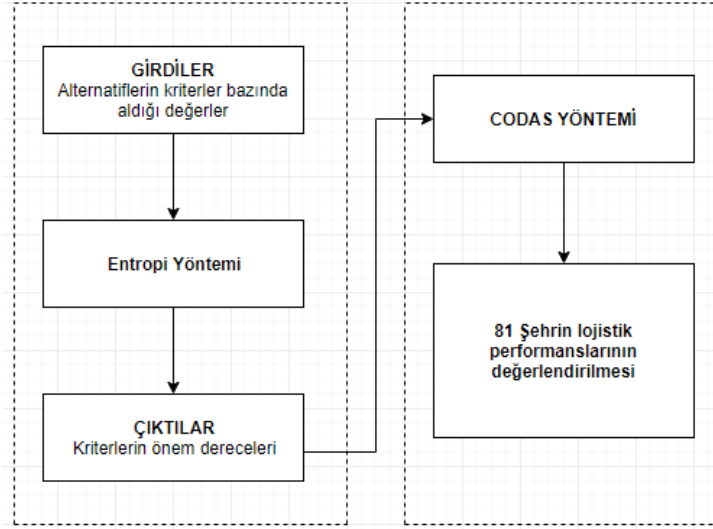 GİRDİLER
Alternatiflerin kriterler bazında
aldığı değerler
Entropi Yöntemi
ÇIKTILAR
Kriterlerin önem dereceleri
CODAS YÖNTEMİ
81 Şehrin lojistik
performanslarının
değerlendirilmesi